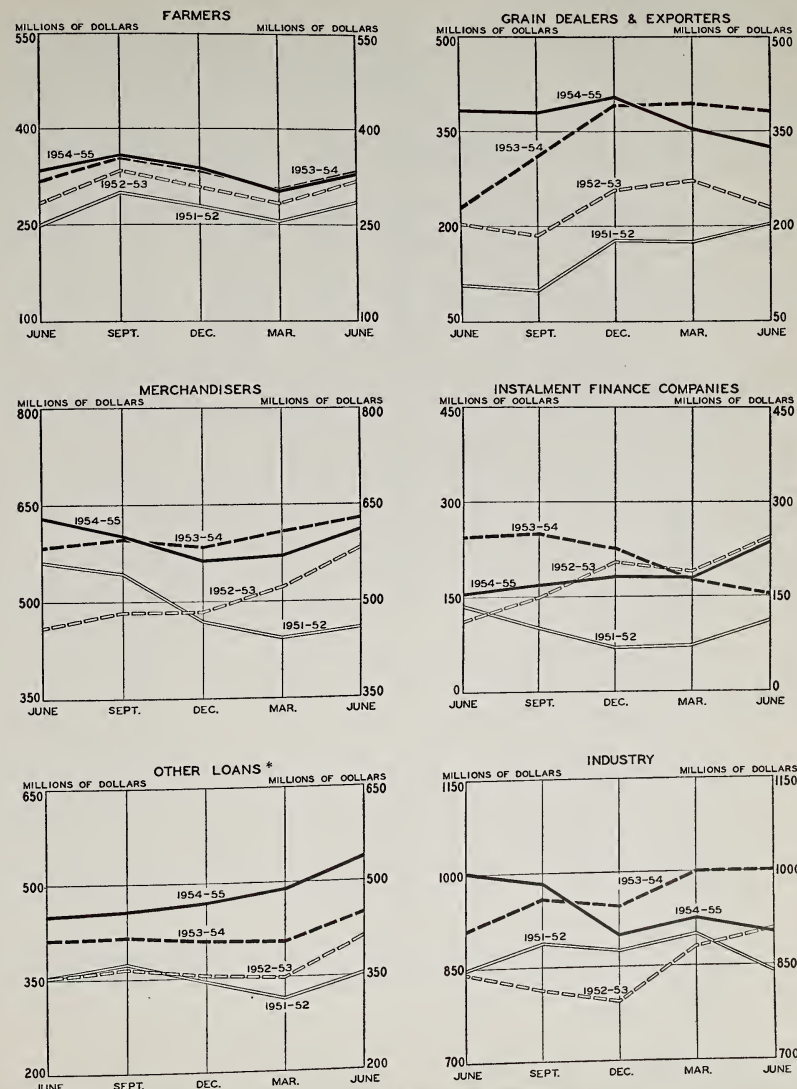 FARMERS
MILLIONS OF DOLLARS MILLIONS OF DOLLARS
550 550
400 400
1954-55 1953-54
1952-53
250 1951-52 250
100 100
JUNE SEPT. DEC. MAR. JUNE
GRAIN DEALERS & EXPORTERS
MILLIONS OF OOLLARS MILLIONS OF DOLLARS
500 500
1954-55
350 350
1953-54
1952-53
200 1951-52 200
50 50
JUNE SEPT. DEC. MAR. JUNE
MERCHANDISERS
MILLIONS OF DOLLARS MILLIONS OF DOLLARS
800 800
650 650
1954-55 1953-54
1952-53
500 500
1951-52
350 350
JUNE SEPT. DEC. MAR. JUNE
INSTALMENT FINANCE COMPANIES
MILLIONS OF OOLLARS MILLIONS OF DOLLARS
450 450
300 300
1953-54
1952-53
1954-55
150 150
1951-52
0 0
JUNE SEPT. DEC. MAR. JUNE
OTHER LOANS *
MILLIONS OF DOLLARS MILLIONS OF OOLLARS
650 650
500 500
1954-55
1953-54
350 1952-53 350
1951-52
200 200
JUNE SEPT. DEC. MAR. JUNE
INDUSTRY
MILLIONS OF DOLLARS MILLIONS OF DOLLARS
1150 1150
1000 1000
1953-54
1954-55
1951-52
850 850
1952-53
700 700
JUNE SEPT. DEC. MAR. JUNE